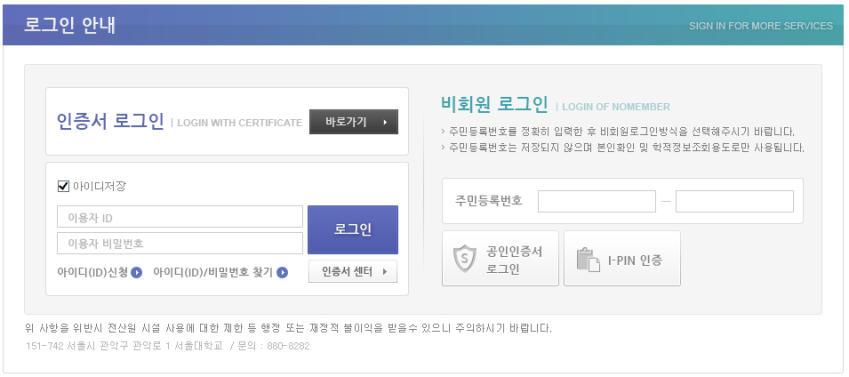 로그인 안내
SIGN IN FOR MORE SERVICES
인증서 로그인 | LOGIN WITH CERTIFICATE
바로가기
아이디저장
이용자 ID
이용자 비밀번호
로그인
아이디(ID)신청
아이디(ID)/비밀번호 찾기
인증서 센터
비회원 로그인 | LOGIN OF NOMEMBER
> 주민등록번호를 정확히 입력한 후 비회원로그인방식을 선택해주시기 바랍니다.
> 주민등록번호는 저장되지 않으며 본인확인 및 학적정보조회용도로만 사용됩니다.
주민등록번호 —
S
공인인증서
로그인
I-PIN 인증
위 사항을 위반시 전산원 시설 사용에 대한 제한 등 행정 또는 재정적 불이익을 받을수 있으니 주의하시기 바랍니다.
151-742 서울시 관악구 관악로 1 서울대학교 / 문의 : 880-8282